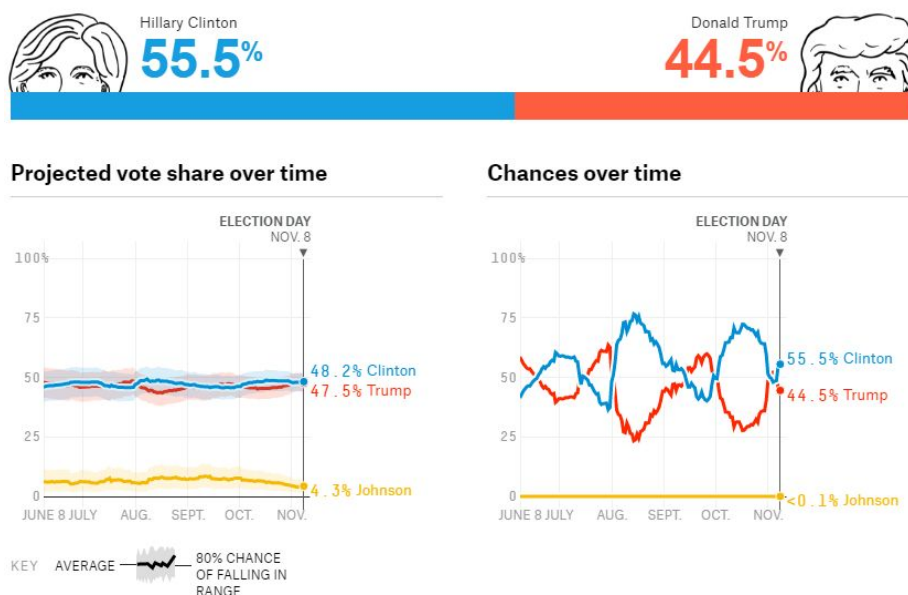 Hillary Clinton
55.5%
Donald Trump
44.5%
Projected vote share over time
ELECTION DAY
NOV. 8
100%
75
50
25
0
48.2% Clinton
47.5% Trump
4.3% Johnson
JUNE 8 JULY AUG. SEPT. OCT. NOV.
KEY AVERAGE
80% CHANCE
OF FALLING IN
RANGE
Chances over time
ELECTION DAY
NOV. 8
100%
75
50
25
0
55.5% Clinton
44.5% Trump
<0.1% Johnson
JUNE 8 JULY AUG. SEPT. OCT. NOV.